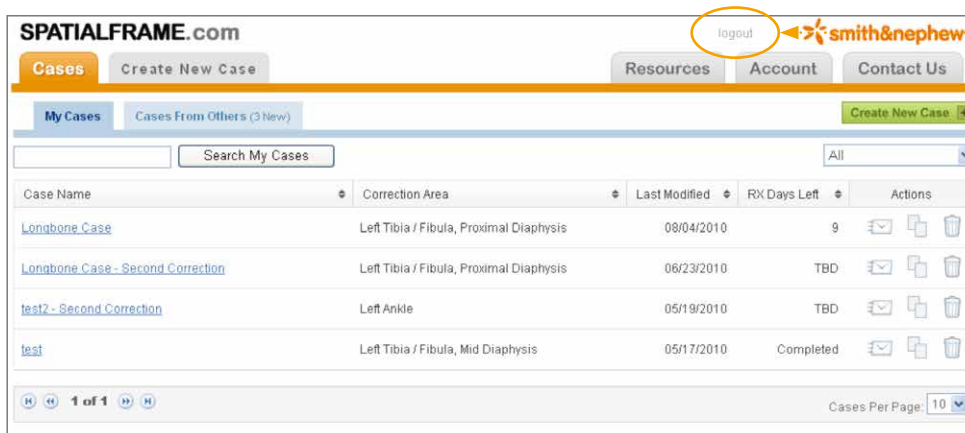 SPATIALFRAME.com logout smith&nephew
Cases Create New Case Resources Account Contact Us
My Cases Cases From Others (3 New) Create New Case
Search My Cases All
Case Name Correction Area Last Modified RX Days Left Actions
Longbone Case Left Tibia / Fibula, Proximal Diaphysis 08/04/2010 9
Longbone Case - Second Correction Left Tibia / Fibula, Proximal Diaphysis 06/23/2010 TBD
test2 - Second Correction Left Ankle 05/19/2010 TBD
test Left Tibia / Fibula, Mid Diaphysis 05/17/2010 Completed
1 of 1 Cases Per Page: 10